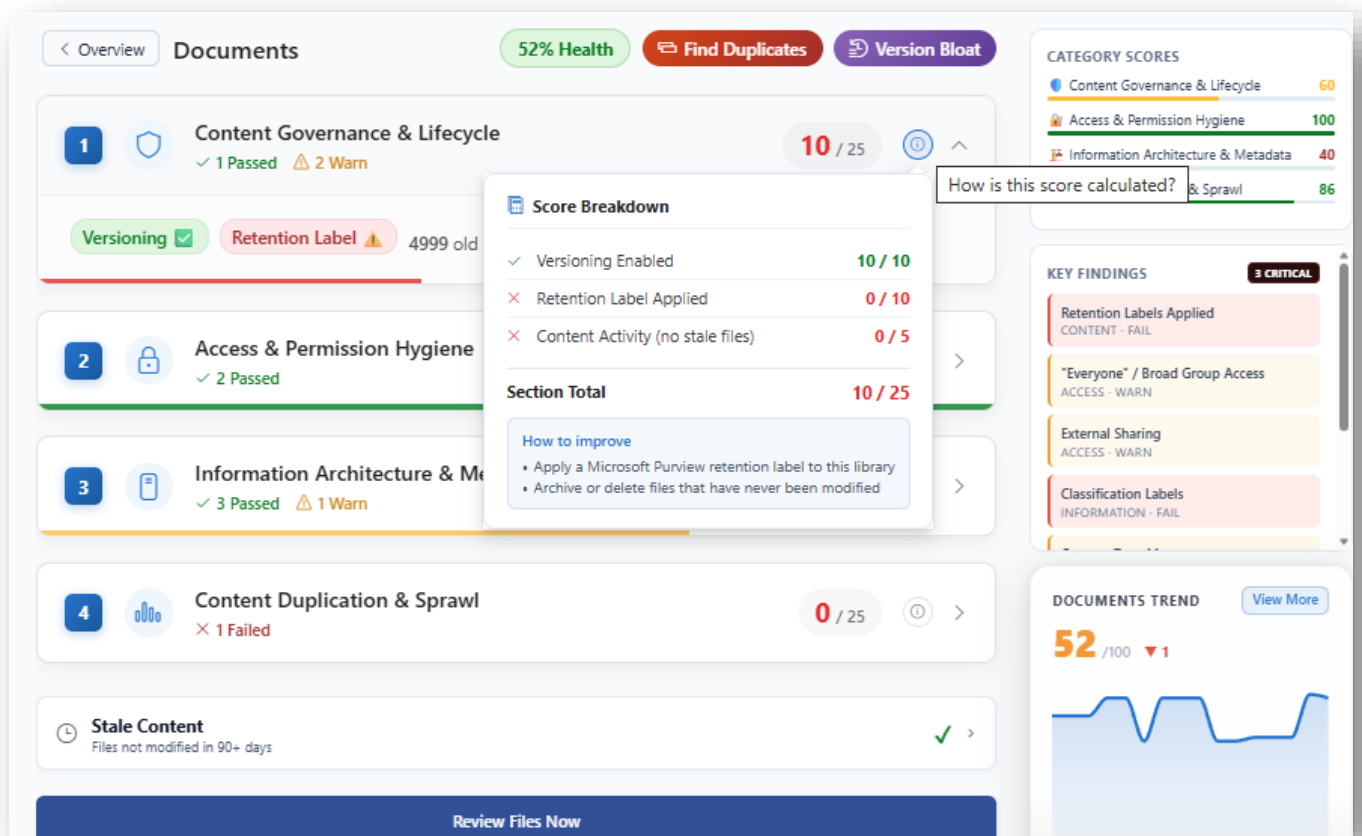 Overview
Documents
52% Health
Find Duplicates
Version Bloat
1
Content Governance & Lifecycle
1 Passed 2 Warn
10 / 25
Versioning
Retention Label
4999 old
How is this score calculated?
Score Breakdown
Versioning Enabled 10 / 10
Retention Label Applied 0 / 10
Content Activity (no stale files) 0 / 5
Section Total 10 / 25
How to improve
• Apply a Microsoft Purview retention label to this library
• Archive or delete files that have never been modified
2
Access & Permission Hygiene
2 Passed
3
Information Architecture & Me
3 Passed 1 Warn
4
Content Duplication & Sprawl
1 Failed
0 / 25
Stale Content
Files not modified in 90+ days
Review Files Now
CATEGORY SCORES
Content Governance & Lifecycle 60
Access & Permission Hygiene 100
Information Architecture & Metadata 40
& Sprawl 86
KEY FINDINGS
3 CRITICAL
Retention Labels Applied
CONTENT · FAIL
"Everyone" / Broad Group Access
ACCESS · WARN
External Sharing
ACCESS · WARN
Classification Labels
INFORMATION · FAIL
DOCUMENTS TREND
View More
52 /100 ▼ 1